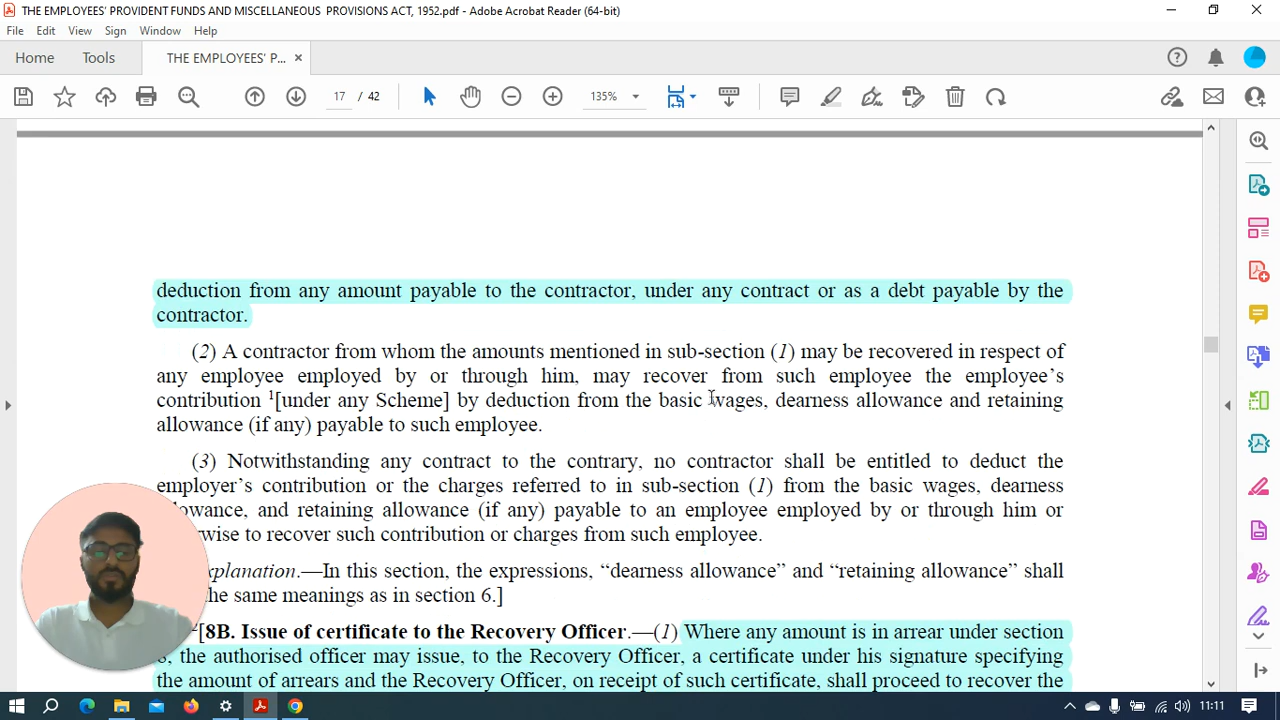 THE EMPLOYEES' PROVIDENT FUNDS AND MISCELLANEOUS PROVISIONS ACT, 1952.pdf - Adobe Acrobat Reader (64-bit)
File Edit View Sign Window Help
Home Tools THE EMPLOYEES' P... ×
17 / 42 135%
deduction from any amount payable to the contractor, under any contract or as a debt payable by the
contractor.
(2) A contractor from whom the amounts mentioned in sub-section (1) may be recovered in respect of
any employee employed by or through him, may recover from such employee the employee's
contribution 1[under any Scheme] by deduction from the basic wages, dearness allowance and retaining
allowance (if any) payable to such employee.
(3) Notwithstanding any contract to the contrary, no contractor shall be entitled to deduct the
employer's contribution or the charges referred to in sub-section (1) from the basic wages, dearness
owance, and retaining allowance (if any) payable to an employee employed by or through him or
wise to recover such contribution or charges from such employee.
xplanation.—In this section, the expressions, “dearness allowance” and “retaining allowance” shall
he same meanings as in section 6.]
[8B. Issue of certificate to the Recovery Officer.—(1) Where any amount is in arrear under section
8, the authorised officer may issue, to the Recovery Officer, a certificate under his signature specifying
the amount of arrears and the Recovery Officer, on receipt of such certificate, shall proceed to recover the
11:11